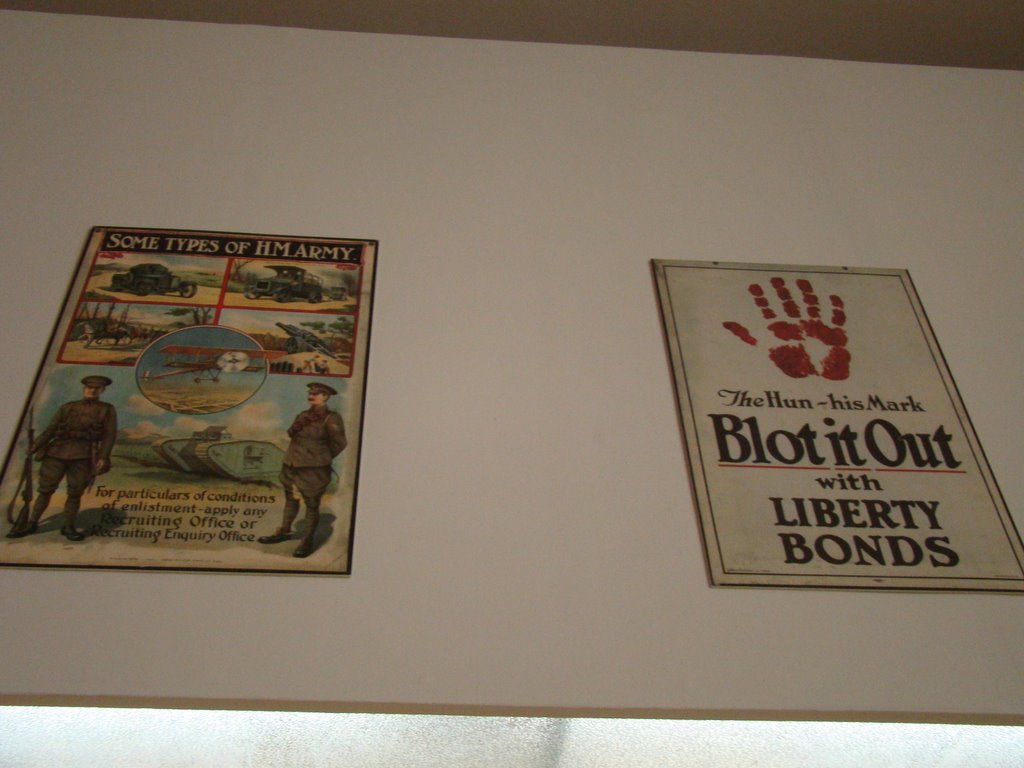 SOME TYPES OF H.M. ARMY.
For particulars of conditions
of enlistment-apply any
Recruiting Office or
Recruiting Enquiry Office
The Hun - his Mark
Blot it Out
with
LIBERTY
BONDS